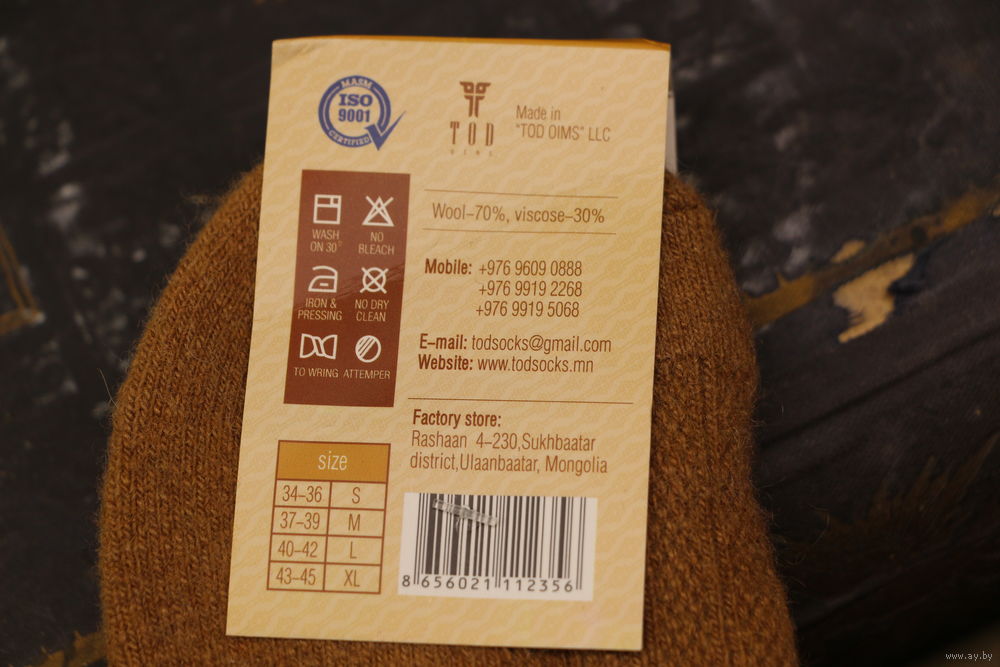 MASM
ISO
9001
CERTIFIED
TOD
OIMS
Made in
"TOD OIMS" LLC
WASH
ON 30°
NO
BLEACH
IRON &
PRESSING
NO DRY
CLEAN
TO WRING
ATTEMPER
Wool–70%, viscose–30%
Mobile: +976 9609 0888
+976 9919 2268
+976 9919 5068
E–mail: todsocks@gmail.com
Website: www.todsocks.mn
Factory store:
Rashaan 4–230,Sukhbaatar
district,Ulaanbaatar, Mongolia
size
34–36 S
37–39 M
40–42 L
43–45 XL
8 656021 112356
www.ay.by